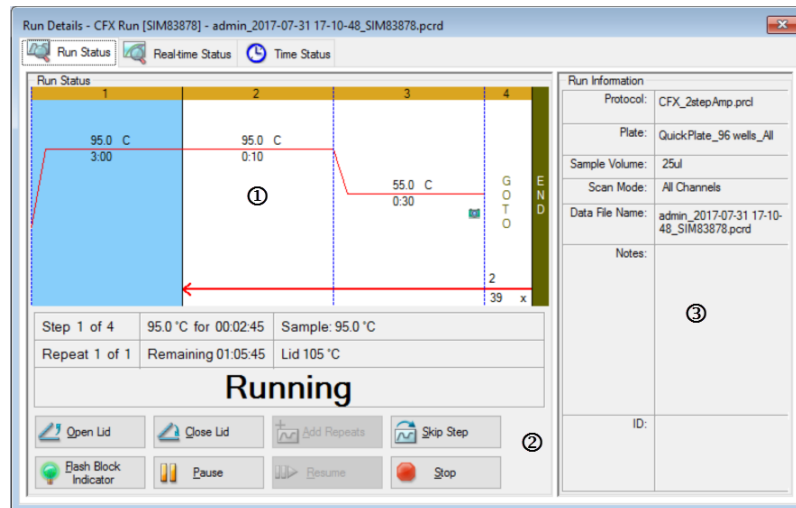 Run Details - CFX Run [SIM83878] - admin_2017-07-31 17-10-48_SIM83878.pcrd
Run Status Real-time Status Time Status
Run Status
1 2 3 4
95.0 C 95.0 C
3:00 0:10
55.0 C
0:30
GOTO
END
①
2
39 x
Step 1 of 4 95.0 °C for 00:02:45 Sample: 95.0 °C
Repeat 1 of 1 Remaining 01:05:45 Lid 105 °C
Running
Open Lid Close Lid Add Repeats Skip Step
②
Flash Block Indicator Pause Resume Stop
Run Information
Protocol: CFX_2stepAmp.prcl
Plate: QuickPlate_96 wells_All
Sample Volume: 25ul
Scan Mode: All Channels
Data File Name: admin_2017-07-31 17-10-
48_SIM83878.pcrd
Notes:
③
ID: